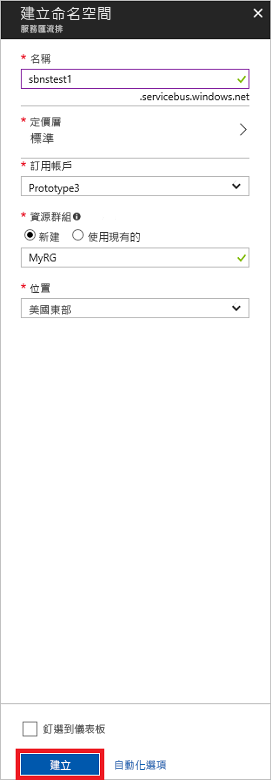 建立命名空間
服務匯流排
* 名稱
sbnstest1
.servicebus.windows.net
* 定價層
標準
* 訂用帳戶
Prototype3
* 資源群組
新建 使用現有的
MyRG
* 位置
美國東部
釘選到儀表板
建立 自動化選項